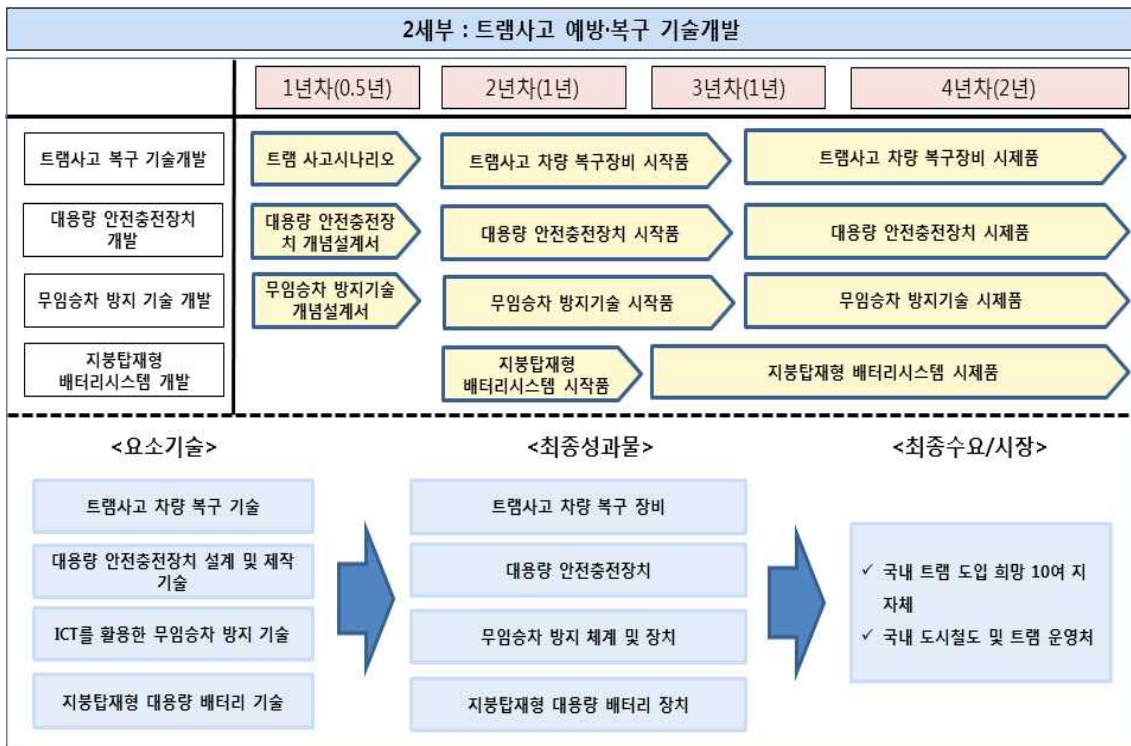 2세부 : 트램사고 예방·복구 기술개발
1년차(0.5년)
2년차(1년)
3년차(1년)
4년차(2년)
트램사고 복구 기술개발
트램 사고시나리오
트램사고 차량 복구장비 시작품
트램사고 차량 복구장비 시제품
대용량 안전충전장치
개발
대용량 안전충전장
치 개념설계서
대용량 안전충전장치 시작품
대용량 안전충전장치 시제품
무임승차 방지 기술 개발
무임승차 방지기술
개념설계서
무임승차 방지기술 시작품
무임승차 방지기술 시제품
지붕탑재형
배터리시스템 개발
지붕탑재형
배터리시스템 시작품
지붕탑재형 배터리시스템 시제품
<요소기술>
<최종성과물>
<최종수요/시장>
트램사고 차량 복구 기술
대용량 안전충전장치 설계 및 제작
기술
ICT를 활용한 무임승차 방지 기술
지붕탑재형 대용량 배터리 기술
트램사고 차량 복구 장비
대용량 안전충전장치
무임승차 방지 체계 및 장치
지붕탑재형 대용량 배터리 장치
✓ 국내 트램 도입 희망 10여 지
자체
✓ 국내 도시철도 및 트램 운영처